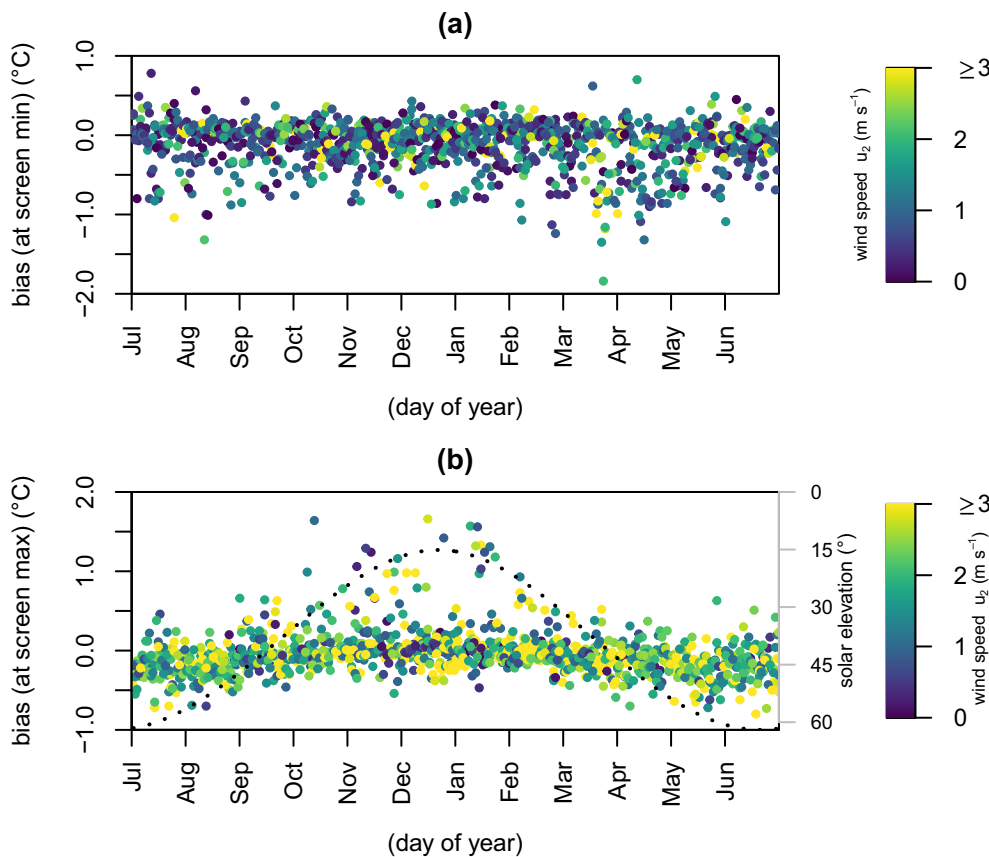 (a)
bias (at screen min) (°C)
1.0
0.0
−1.0
−2.0
Jul
Aug
Sep
Oct
Nov
Dec
Jan
Feb
Mar
Apr
May
Jun
(day of year)
wind speed u₂ (m s⁻¹)
≥3
2
1
0
(b)
bias (at screen max) (°C)
2.0
1.0
0.0
−1.0
Jul
Aug
Sep
Oct
Nov
Dec
Jan
Feb
Mar
Apr
May
Jun
(day of year)
0
15
30
45
60
solar elevation (°)
wind speed u₂ (m s⁻¹)
≥3
2
1
0